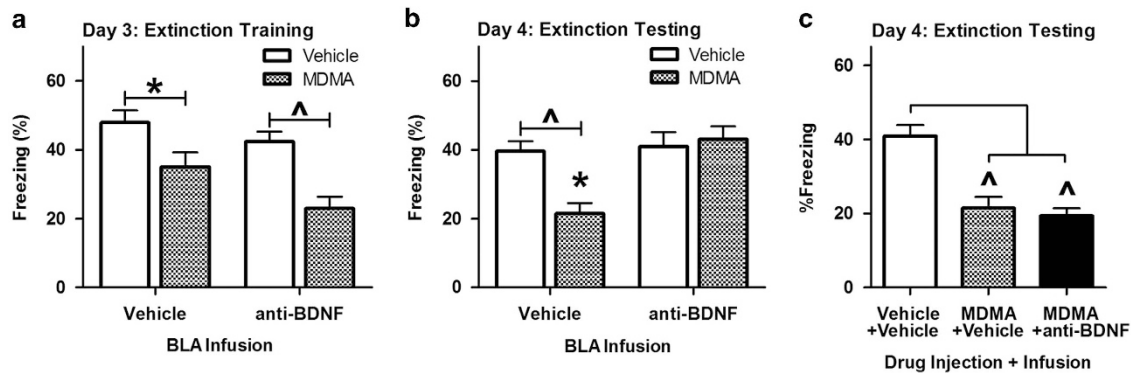 a
Day 3: Extinction Training
Vehicle
MDMA
Freezing (%)
60
40
20
0
*
^
Vehicle
anti-BDNF
BLA Infusion
b
Day 4: Extinction Testing
Vehicle
MDMA
Freezing (%)
60
40
20
0
^
*
Vehicle
anti-BDNF
BLA Infusion
c
Day 4: Extinction Testing
%Freezing
60
40
20
0
^
^
Vehicle
+Vehicle
MDMA
+Vehicle
MDMA
+anti-BDNF
Drug Injection + Infusion